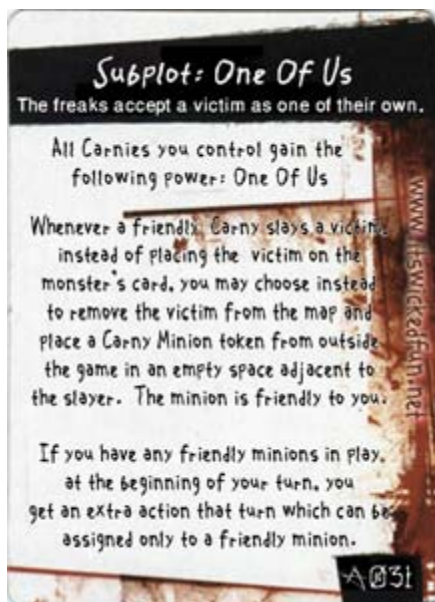 Subplot: One Of Us
The freaks accept a victim as one of their own.
All Carnies you control gain the
following power: One Of Us
Whenever a friendly Carny slays a victim,
instead of placing the victim on the
monster's card, you may choose instead
to remove the victim from the map and
place a Carny Minion token from outside
the game in an empty space adjacent to
the slayer. The minion is friendly to you.
If you have any friendly minions in play,
at the beginning of your turn, you
get an extra action that turn which can be
assigned only to a friendly minion.
www.itswickedfun.net
A031